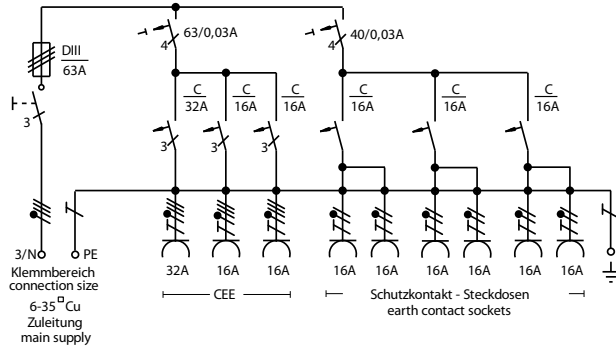 63/0,03A
40/0,03A
4
4
DIII
63A
C
32A
C
16A
C
16A
C
16A
C
16A
C
16A
3
3
3
3
3/N
PE
32A
16A
16A
16A
16A
16A
16A
16A
16A
Klemmbereich
connection size
6-35□Cu
Zuleitung
main supply
CEE
Schutzkontakt - Steckdosen
earth contact sockets